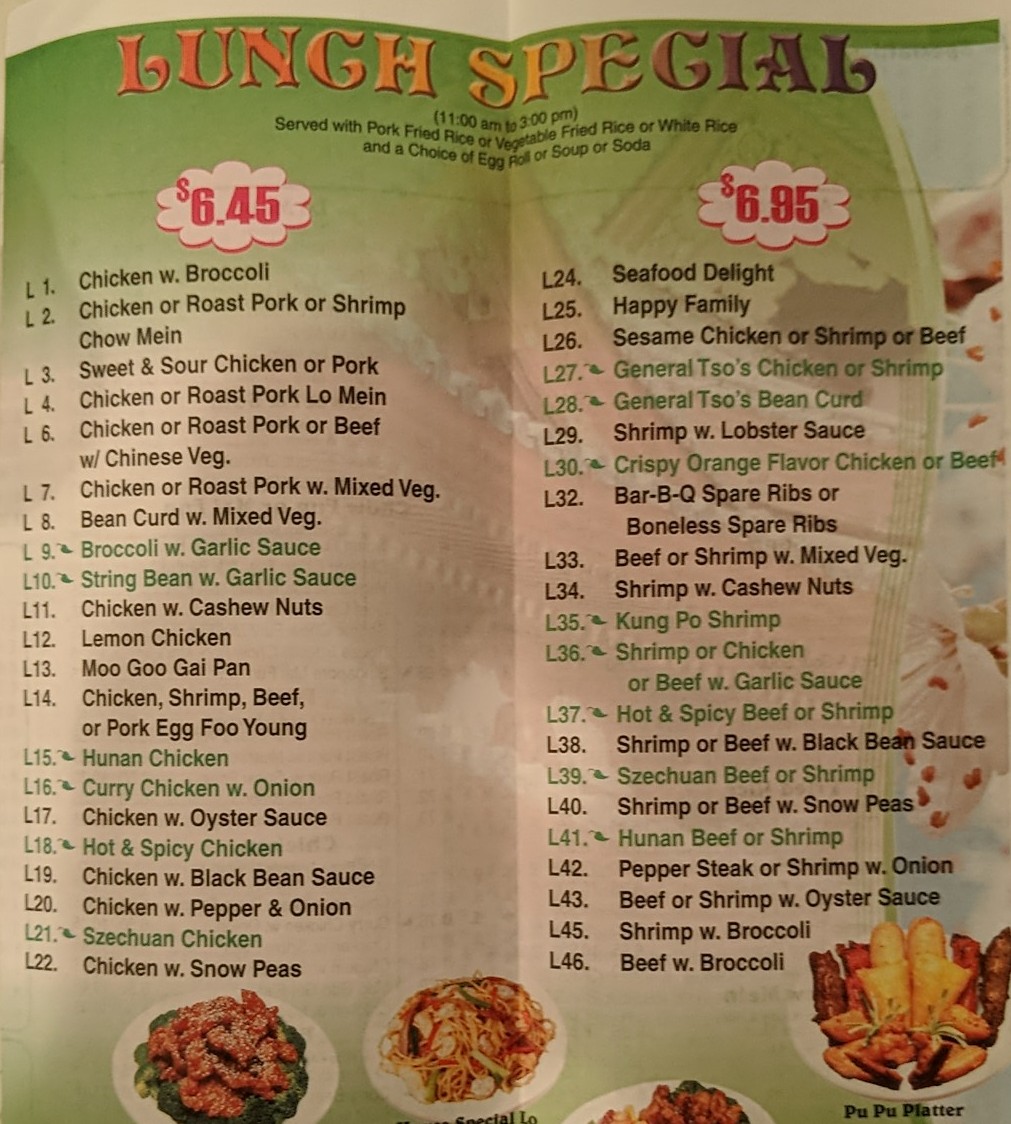 LUNCH SPECIAL
(11:00 am to 3:00 pm)
Served with Pork Fried Rice or Vegetable Fried Rice or White Rice
and a Choice of Egg Roll or Soup or Soda
$6.45
L 1. Chicken w. Broccoli
L 2. Chicken or Roast Pork or Shrimp
Chow Mein
L 3. Sweet & Sour Chicken or Pork
L 4. Chicken or Roast Pork Lo Mein
L 6. Chicken or Roast Pork or Beef
w/ Chinese Veg.
L 7. Chicken or Roast Pork w. Mixed Veg.
L 8. Bean Curd w. Mixed Veg.
L 9. Broccoli w. Garlic Sauce
L10. String Bean w. Garlic Sauce
L11. Chicken w. Cashew Nuts
L12. Lemon Chicken
L13. Moo Goo Gai Pan
L14. Chicken, Shrimp, Beef,
or Pork Egg Foo Young
L15. Hunan Chicken
L16. Curry Chicken w. Onion
L17. Chicken w. Oyster Sauce
L18. Hot & Spicy Chicken
L19. Chicken w. Black Bean Sauce
L20. Chicken w. Pepper & Onion
L21. Szechuan Chicken
L22. Chicken w. Snow Peas
$6.95
L24. Seafood Delight
L25. Happy Family
L26. Sesame Chicken or Shrimp or Beef
L27. General Tso's Chicken or Shrimp
L28. General Tso's Bean Curd
L29. Shrimp w. Lobster Sauce
L30. Crispy Orange Flavor Chicken or Beef
L32. Bar-B-Q Spare Ribs or
Boneless Spare Ribs
L33. Beef or Shrimp w. Mixed Veg.
L34. Shrimp w. Cashew Nuts
L35. Kung Po Shrimp
L36. Shrimp or Chicken
or Beef w. Garlic Sauce
L37. Hot & Spicy Beef or Shrimp
L38. Shrimp or Beef w. Black Bean Sauce
L39. Szechuan Beef or Shrimp
L40. Shrimp or Beef w. Snow Peas
L41. Hunan Beef or Shrimp
L42. Pepper Steak or Shrimp w. Onion
L43. Beef or Shrimp w. Oyster Sauce
L45. Shrimp w. Broccoli
L46. Beef w. Broccoli
Special Lo
Pu Pu Platter